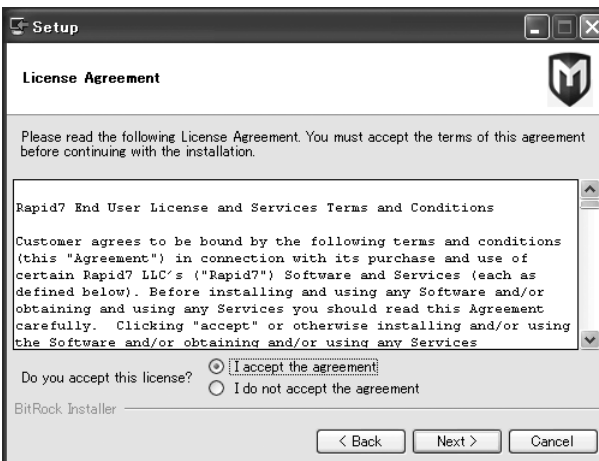 Setup
License Agreement
Please read the following License Agreement. You must accept the terms of this agreement
before continuing with the installation.
Rapid7 End User License and Services Terms and Conditions
Customer agrees to be bound by the following terms and conditions
(this "Agreement") in connection with its purchase and use of
certain Rapid7 LLC's ("Rapid7") Software and Services (each as
defined below). Before installing and using any Software and/or
obtaining and using any Services you should read this Agreement
carefully.  Clicking "accept" or otherwise installing and/or using
the Software and/or obtaining and/or using any Services
Do you accept this license?
I accept the agreement
I do not accept the agreement
BitRock Installer
< Back
Next >
Cancel